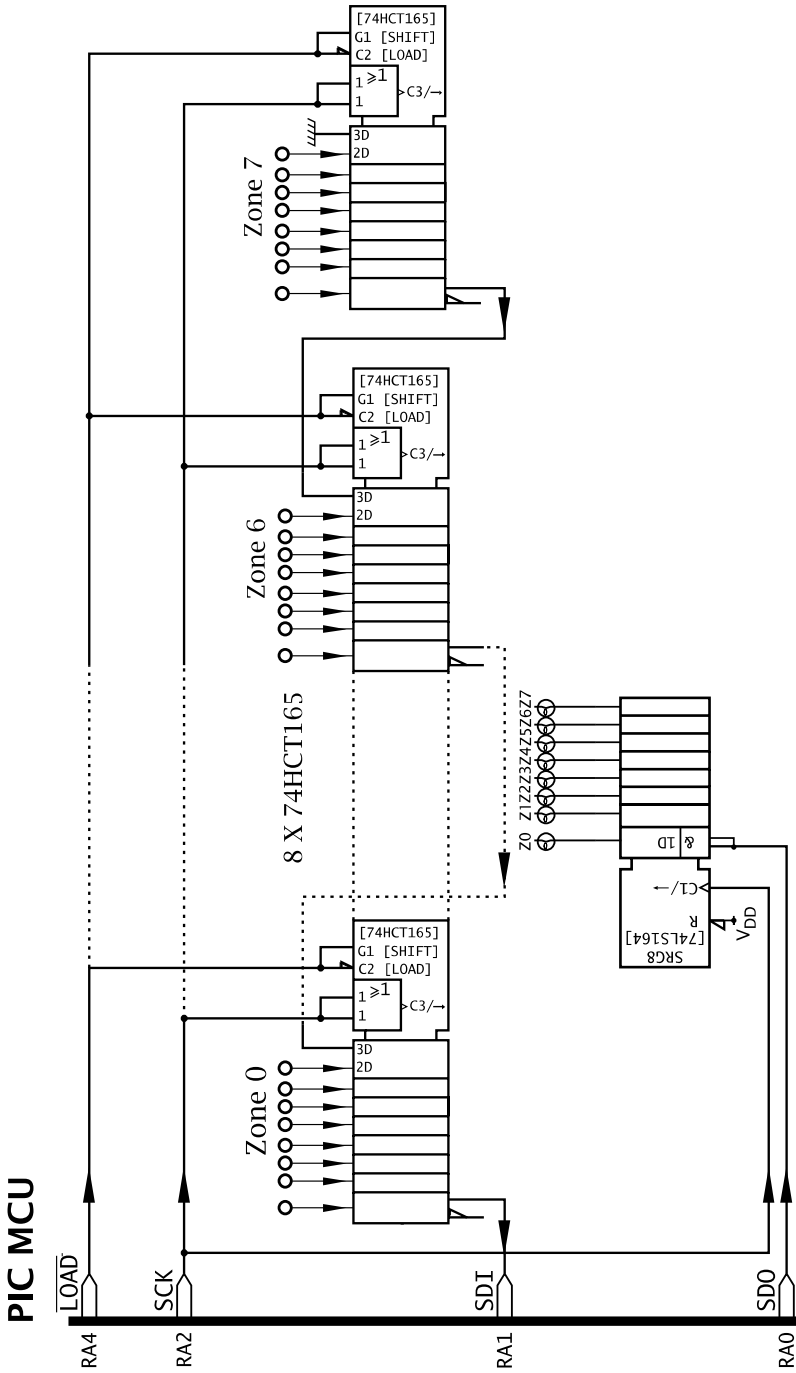 [74HCT165]
G1 [SHIFT]
C2 [LOAD]
1 ≥1
1
C3/→
3D
2D
Zone 7
[74HCT165]
G1 [SHIFT]
C2 [LOAD]
1 ≥1
1
C3/→
3D
2D
Zone 6
8 X 74HCT165
Z0 Z1 Z2 Z3 Z4 Z5 Z6 Z7
& 1D
C1/→
R
[74LS164]
SRG8
VDD
[74HCT165]
G1 [SHIFT]
C2 [LOAD]
1 ≥1
1
C3/→
3D
2D
Zone 0
PIC MCU
LOAD
SCK
SDI
SDO
RA4
RA2
RA1
RA0